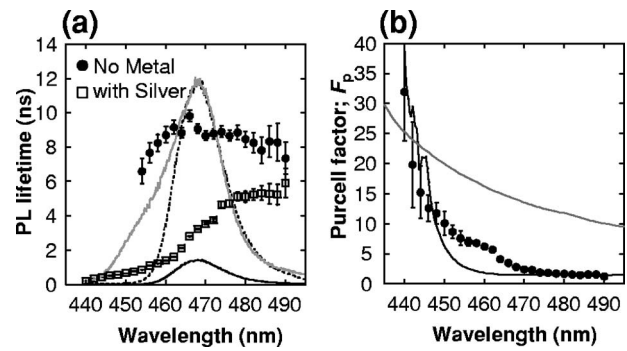 (a)
PL lifetime (ns)
14
12
10
8
6
4
2
0
No Metal
with Silver
440 450 460 470 480 490
Wavelength (nm)
(b)
Purcell factor; Fp
40
35
30
25
20
15
10
5
0
440 450 460 470 480 490
Wavelength (nm)